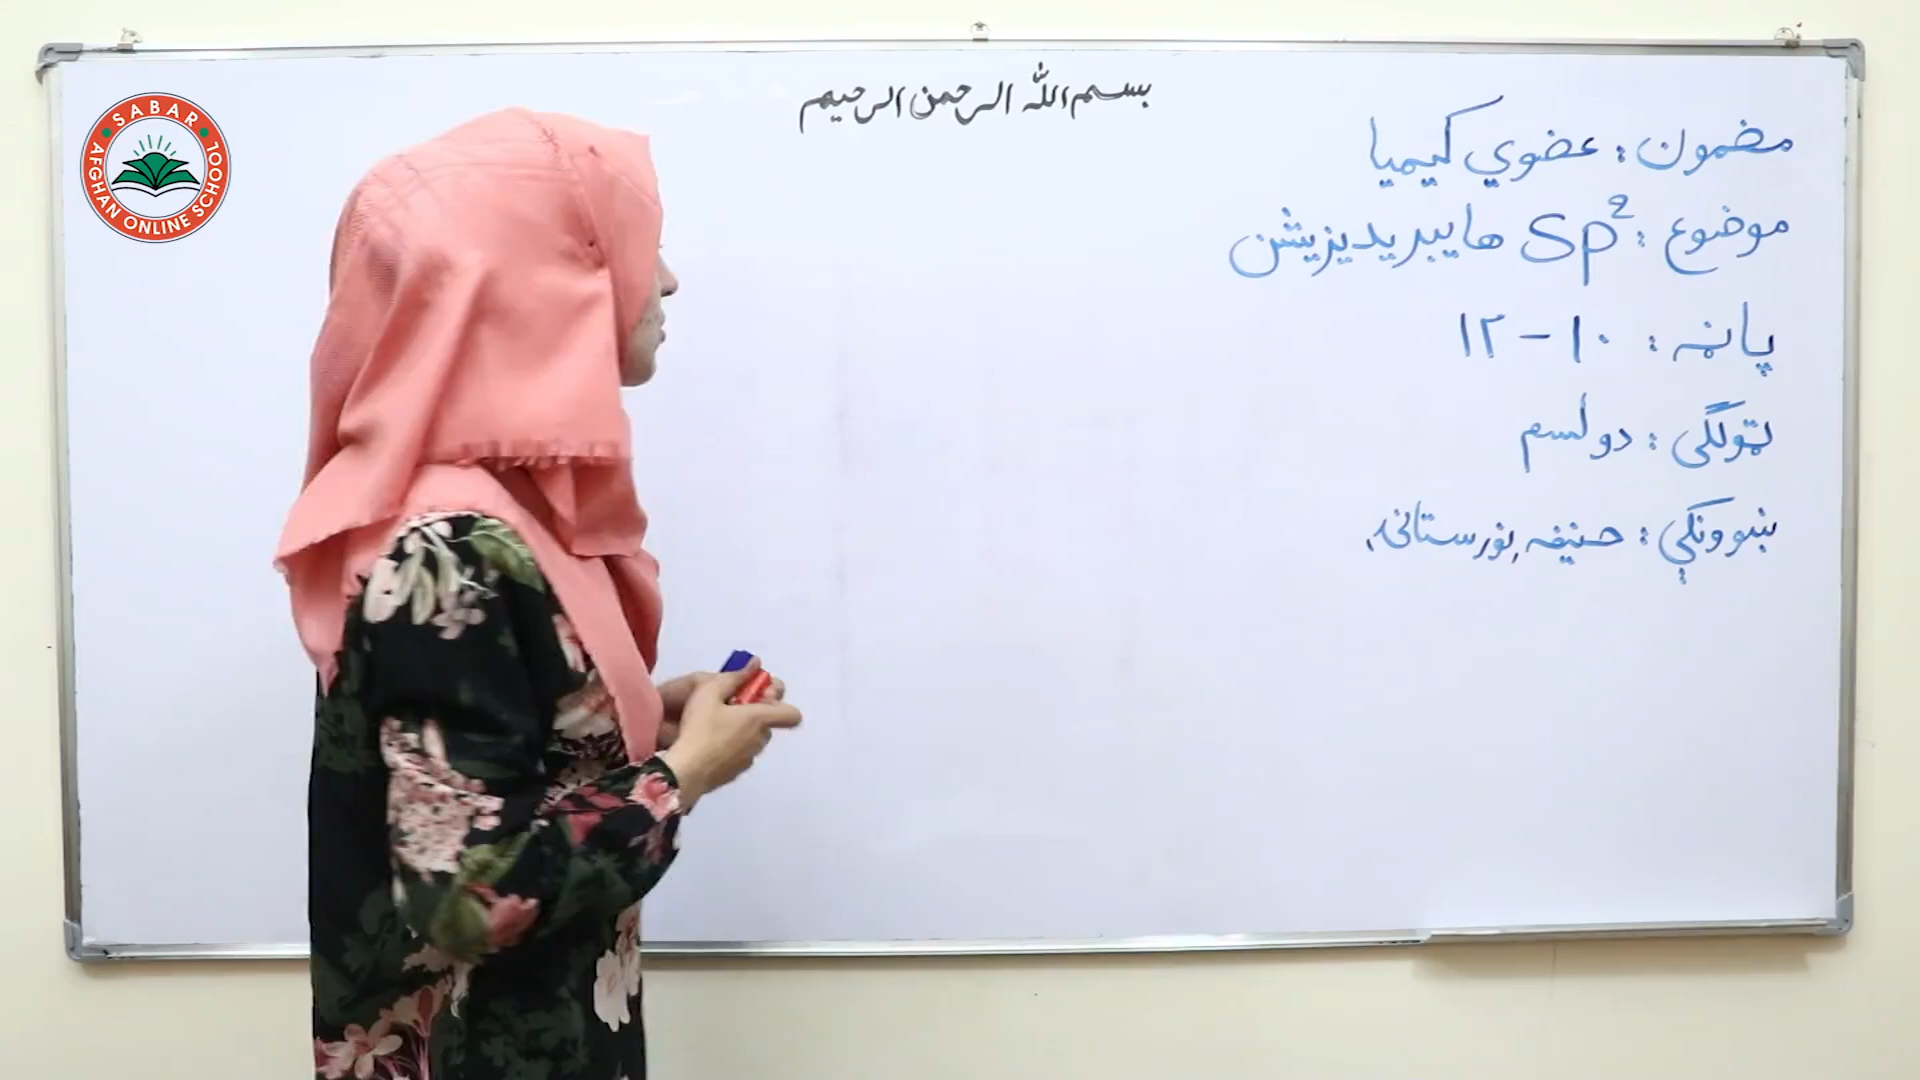 بسم الله الرحمن الرحیم
مضمون: عضوي کیمیا
موضوع: sp² هایبریدیزیشن
پاڼه: ۱۰ - ۱۲
ټولګی: دولسم
ښوونکې: حنیفه نورستانۍ
SABAR
AFGHAN ONLINE SCHOOL